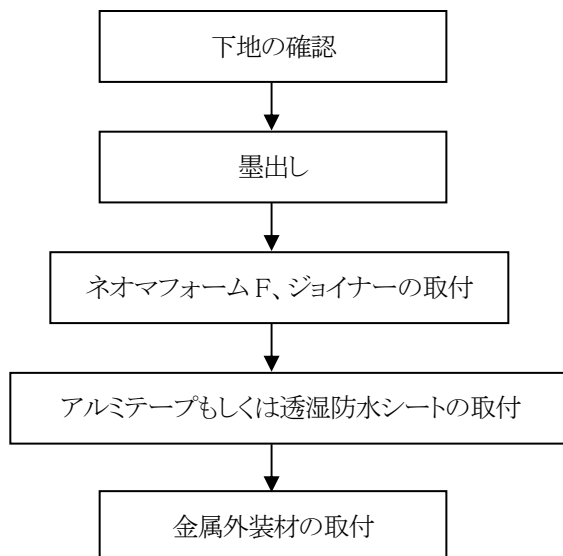 下地の確認
墨出し
ネオマフォームF、ジョイナーの取付
アルミテープもしくは透湿防水シートの取付
金属外装材の取付